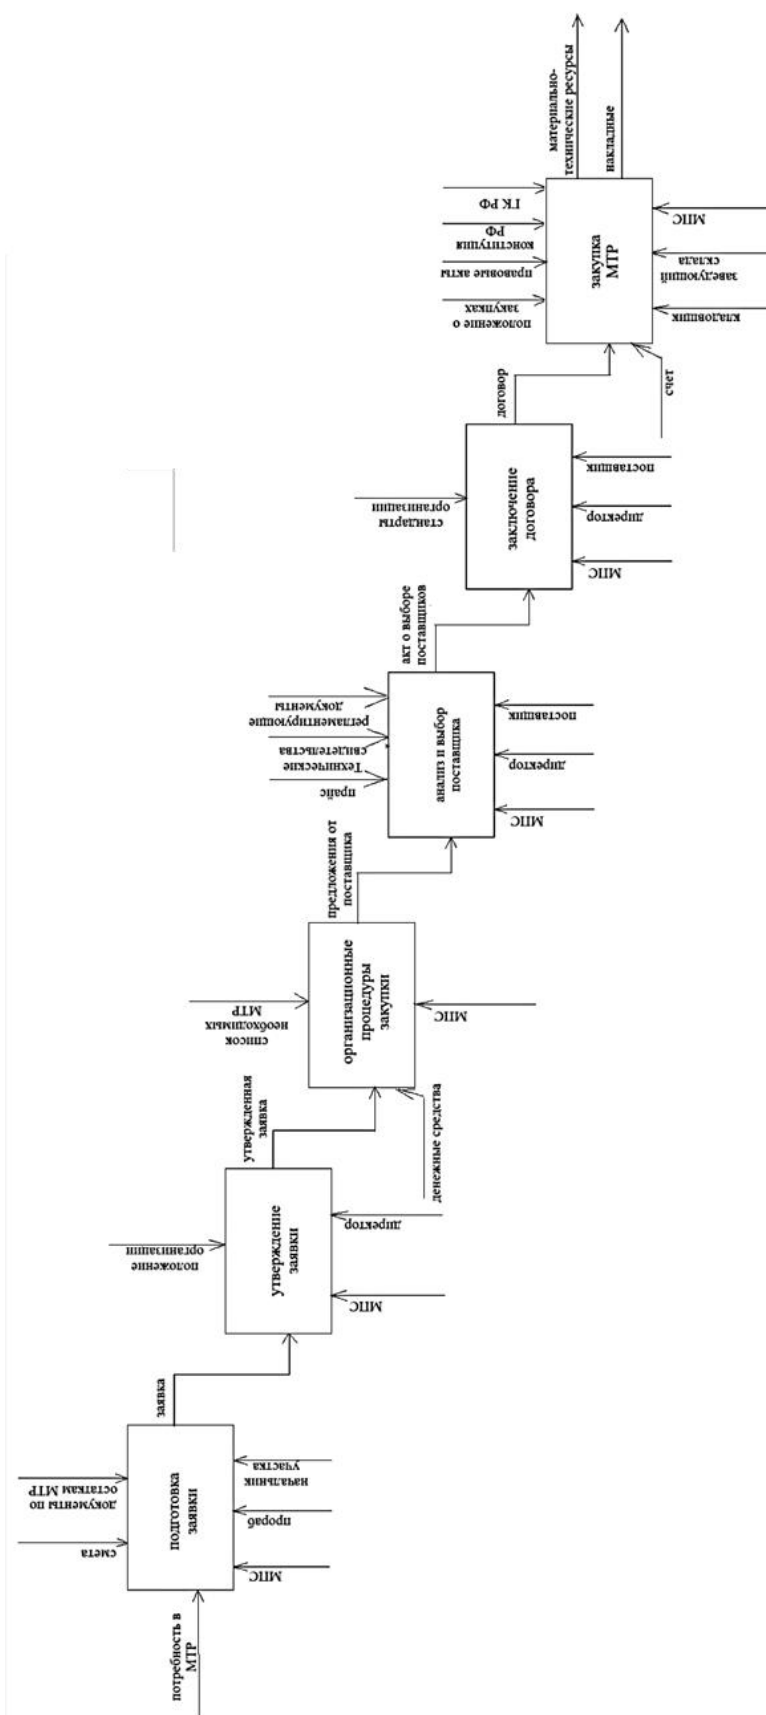 потребность в
МТР
смета
документы по
остаткам МТР
подготовка
заявки
МПС
прораб
начальник
участка
заявка
положение
организации
утверждение
заявки
МПС
директор
утвержденная
заявка
денежные средства
список
необходимых
МТР
организационные
процедуры
закупки
МПС
предложения от
поставщика
прайс
Технические
свидетельства
регламентирующие
документы
анализ и выбор
поставщика
МПС
директор
поставщик
акт о выборе
поставщиков
стандарты
организации
заключение
договора
МПС
директор
поставщик
договор
счет
положение о
закупках
правовые акты
конституция
РФ
ГК РФ
закупка
МТР
кладовщик
заведующий
склада
МПС
материально-
технические ресурсы
накладные